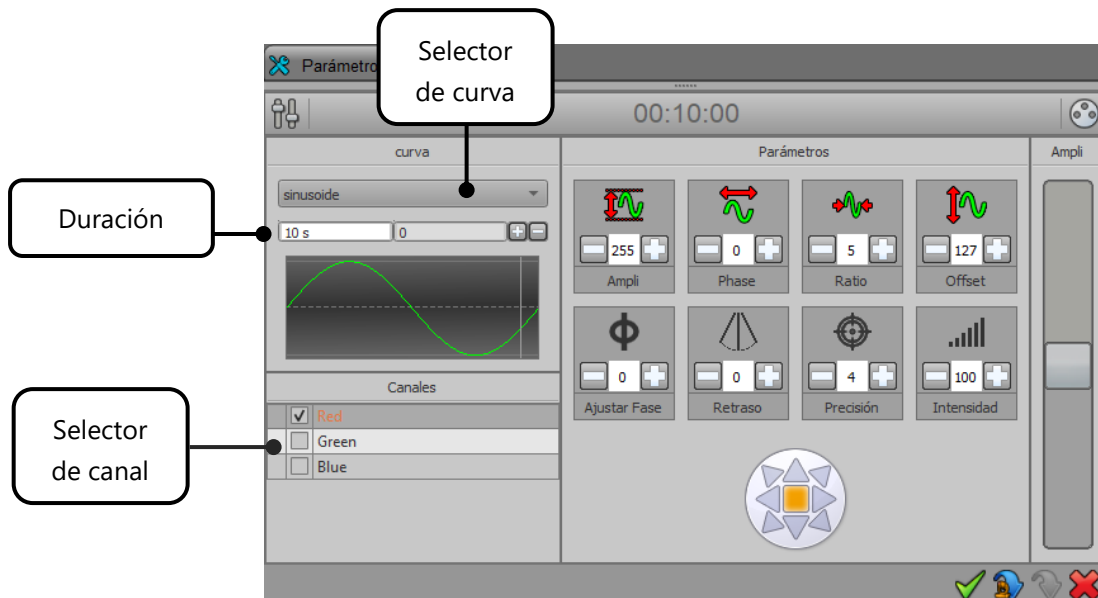 Selector
de curva
Parámetro
00:10:00
curva
Parámetros
Ampli
sinusoide
Duración
10 s
0
255
0
5
127
Ampli
Phase
Ratio
Offset
0
0
4
100
Ajustar Fase
Retraso
Precisión
Intensidad
Canales
Red
Green
Blue
Selector
de canal